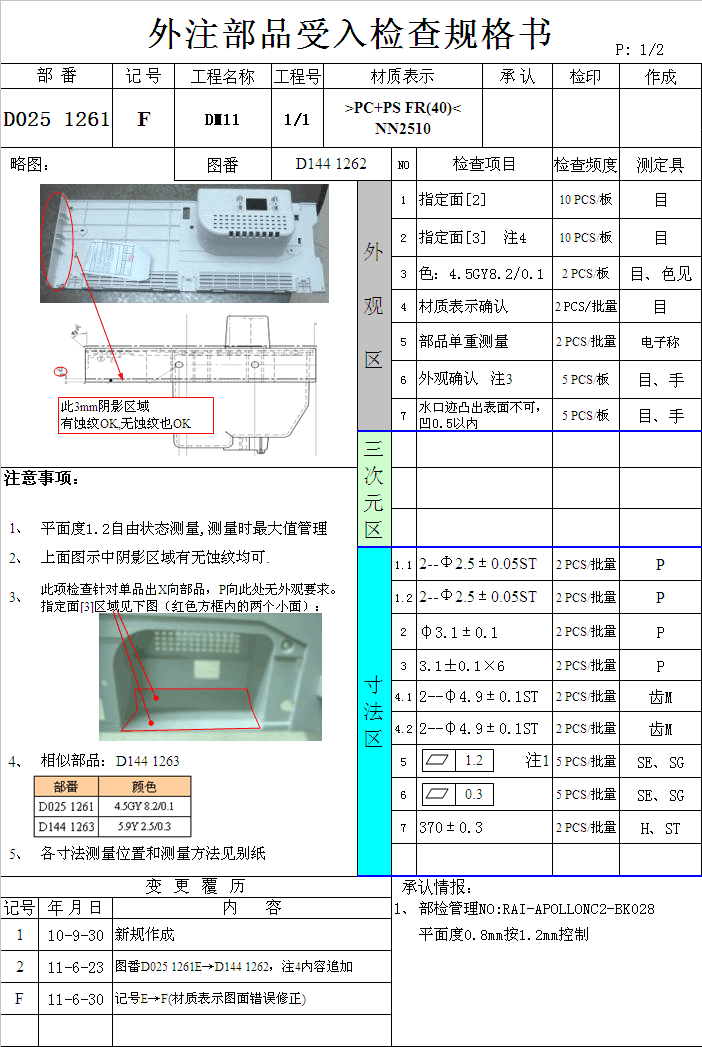 外注部品受入检查规格书
P: 1/2
部 番 记 号 工程名称 工程号 材质表示 承 认 检印 作成
D025 1261 F DM11 1/1 >PC+PS FR(40)<
NN2510
略图: 图番 D144 1262 NO 检查项目 检查频度 测定具
外观区
1 指定面[2] 10 PCS/板 目
2 指定面[3] 注4 10 PCS/板 目
3 色: 4.5GY8.2/0.1 2 PCS/板 目、色见
4 材质表示确认 2 PCS/批量 目
5 部品单重测量 2 PCS/批量 电子称
6 外观确认 注3 5 PCS/板 目、手
7 水口迹凸出表面不可,
凹0.5以内 5 PCS/板 目、手
此3mm阴影区域
有蚀纹OK,无蚀纹也OK
三次元区
注意事项:
1、 平面度1.2自由状态测量,测量时最大值管理
2、 上面图示中阴影区域有无蚀纹均可.
3、 此项检查针对单品出X向部品，P向此处无外观要求。
指定面[3]区域见下图（红色方框内的两个小面）:
4、 相似部品: D144 1263
部番 颜色
D025 1261 4.5GY 8.2/0.1
D144 1263 5.9Y 2.5/0.3
5、 各寸法测量位置和测量方法见别纸
寸法区
1.1 2--Φ2.5±0.05ST 2 PCS/批量 P
1.2 2--Φ2.5±0.05ST 2 PCS/批量 P
2 Φ3.1±0.1 2 PCS/批量 P
3 3.1±0.1×6 2 PCS/批量 P
4.1 2--Φ4.9±0.1ST 2 PCS/批量 齿M
4.2 2--Φ4.9±0.1ST 2 PCS/批量 齿M
5 1.2 注1 5 PCS/批量 SE、SG
6 0.3 5 PCS/批量 SE、SG
7 370±0.3 2 PCS/批量 H、ST
变 更 履 历
记号 年 月 日 内 容
1 10-9-30 新规作成
2 11-6-23 图番D025 1261E→D144 1262，注4内容追加
F 11-6-30 记号E→F(材质表示图面错误修正)
承认情报:
1、 部检管理NO:RAI-APOLLONC2-BK028
平面度0.8mm按1.2mm控制